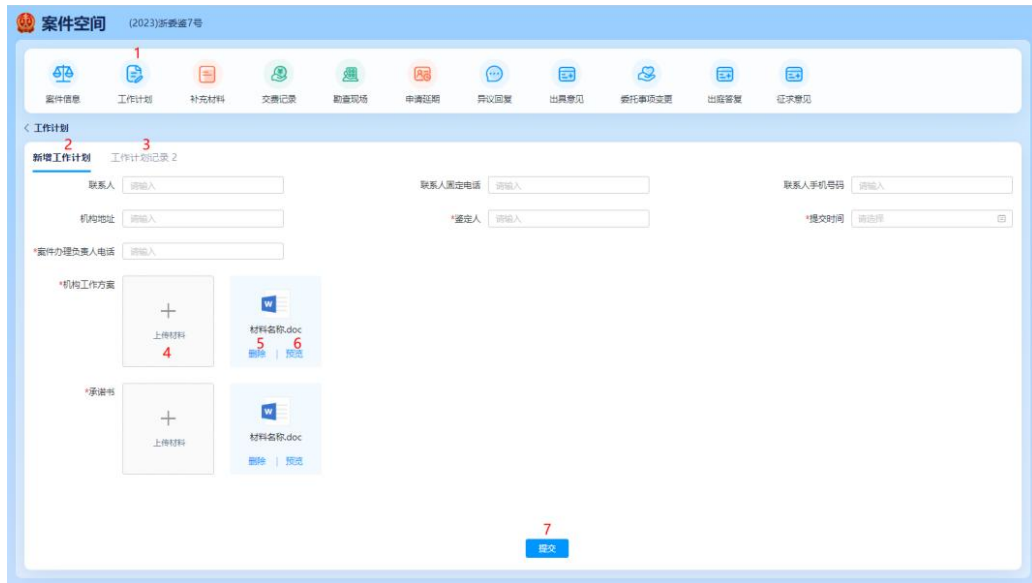 案件空间 (2023)浙委鉴7号
1
案件信息 工作计划 补充材料 交费记录 勘查现场 申请延期 异议回复 出具意见 委托事项变更 出庭答复 征求意见
< 工作计划
2 3
新增工作计划 工作计划记录 2
联系人 请输入 联系人固定电话 请输入 联系人手机号码 请输入
机构地址 请输入 *鉴定人 请输入 *提交时间 请选择
*案件办理负责人电话 请输入
*机构工作方案
W
材料名称.doc
上传材料
4 5 6
删除 | 预览
*承诺书
W
材料名称.doc
上传材料
删除 | 预览
7
提交